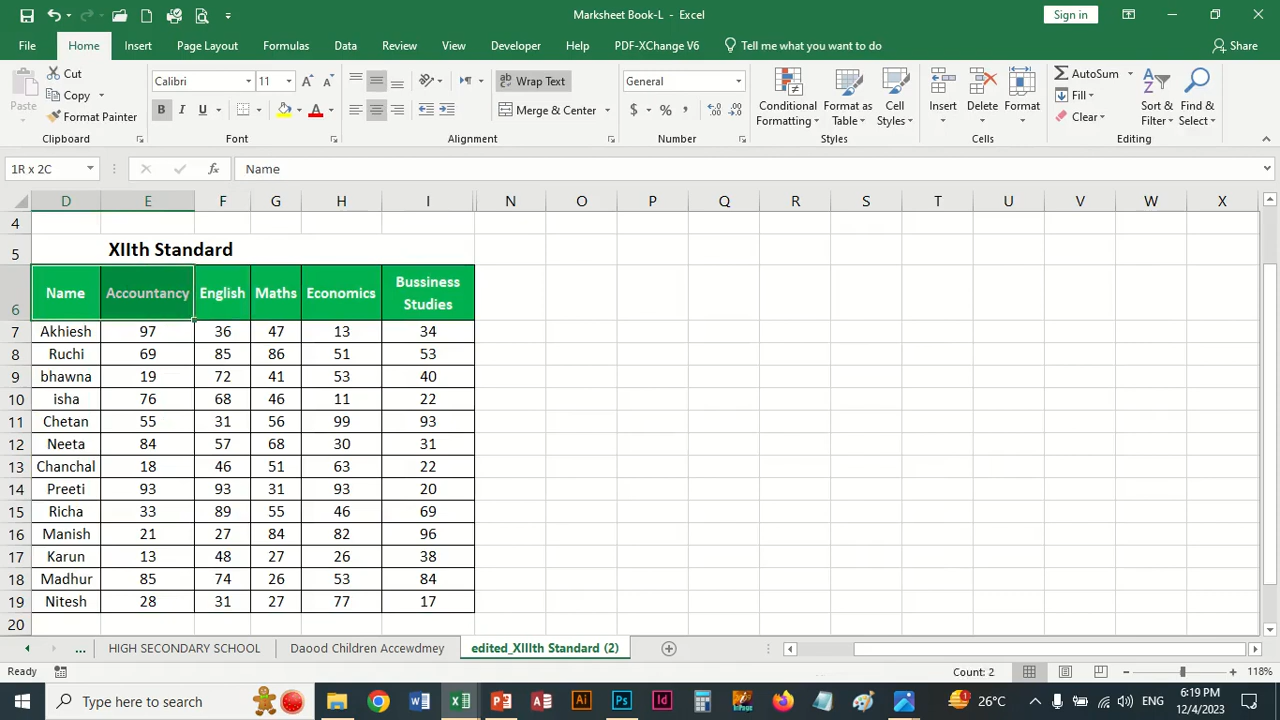 Marksheet Book-L - Excel
Sign in
File Home Insert Page Layout Formulas Data Review View Developer Help PDF-XChange V6 Tell me what you want to do Share
Paste
Cut
Copy
Format Painter
Clipboard
Calibri 11
B I U
Font
Wrap Text
Merge & Center
Alignment
General
$ % ,
Number
Conditional Formatting
Format as Table
Cell Styles
Styles
Insert Delete Format
Cells
AutoSum
Fill
Clear
Sort & Filter
Find & Select
Editing
1R x 2C fx Name
D E F G H I N O P Q R S T U V W X
4
5 XIIth Standard
6 Name Accountancy English Maths Economics Bussiness Studies
7 Akhiesh 97 36 47 13 34
8 Ruchi 69 85 86 51 53
9 bhawna 19 72 41 53 40
10 isha 76 68 46 11 22
11 Chetan 55 31 56 99 93
12 Neeta 84 57 68 30 31
13 Chanchal 18 46 51 63 22
14 Preeti 93 93 31 93 20
15 Richa 33 89 55 46 69
16 Manish 21 27 84 82 96
17 Karun 13 48 27 26 38
18 Madhur 85 74 26 53 84
19 Nitesh 28 31 27 77 17
20
... HIGH SECONDARY SCHOOL Daood Children Accewdmey edited_XIIIth Standard (2)
Ready Count: 2 118%
Type here to search 26°C ENG 6:19 PM
12/4/2023